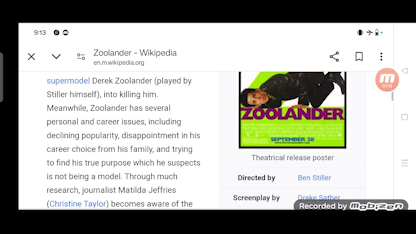 9:13
Zoolander - Wikipedia
en.m.wikipedia.org
supermodel Derek Zoolander (played by
Stiller himself), into killing him.
Meanwhile, Zoolander has several
personal and career issues, including
declining popularity, disappointment in his
career choice from his family, and trying
to find his true purpose which he suspects
is not being a model. Through much
research, journalist Matilda Jeffries
(Christine Taylor) becomes aware of the
ZOOLANDER
SEPTEMBER 28
Theatrical release poster
Directed by Ben Stiller
Screenplay by Drake Sather
Recorded by MOBIZEN